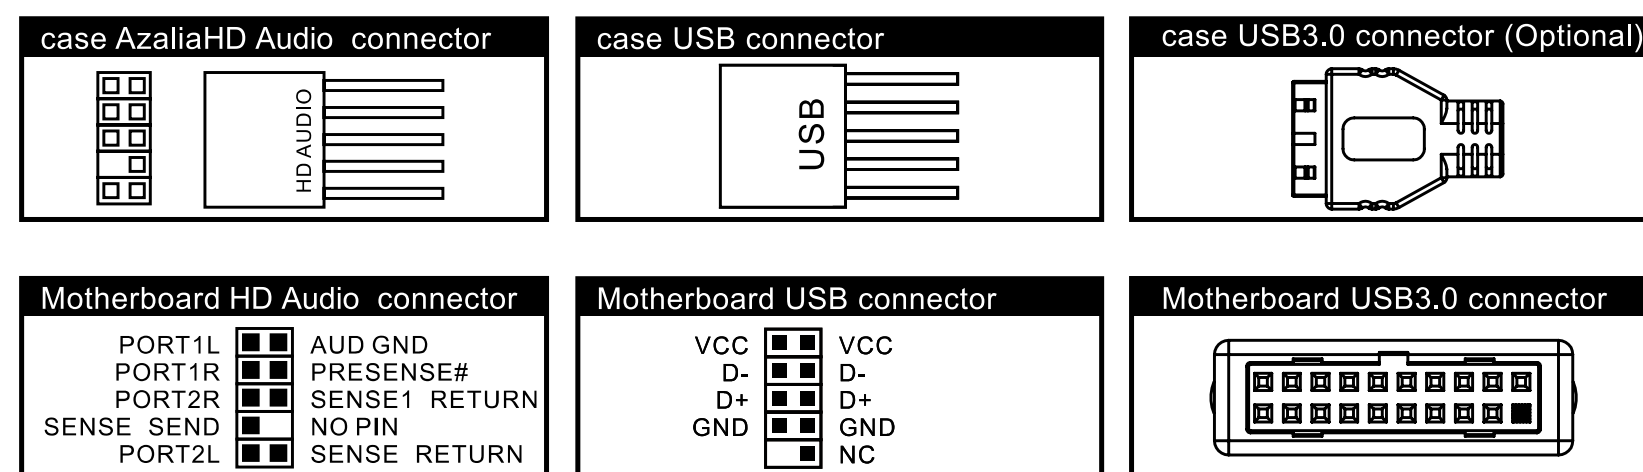 case AzaliaHD Audio connector
HD AUDIO
case USB connector
USB
case USB3.0 connector (Optional)
Motherboard HD Audio connector
PORT1L AUD GND
PORT1R PRESENSE#
PORT2R SENSE1 RETURN
SENSE SEND NO PIN
PORT2L SENSE RETURN
Motherboard USB connector
VCC VCC
D- D-
D+ D+
GND GND
NC
Motherboard USB3.0 connector